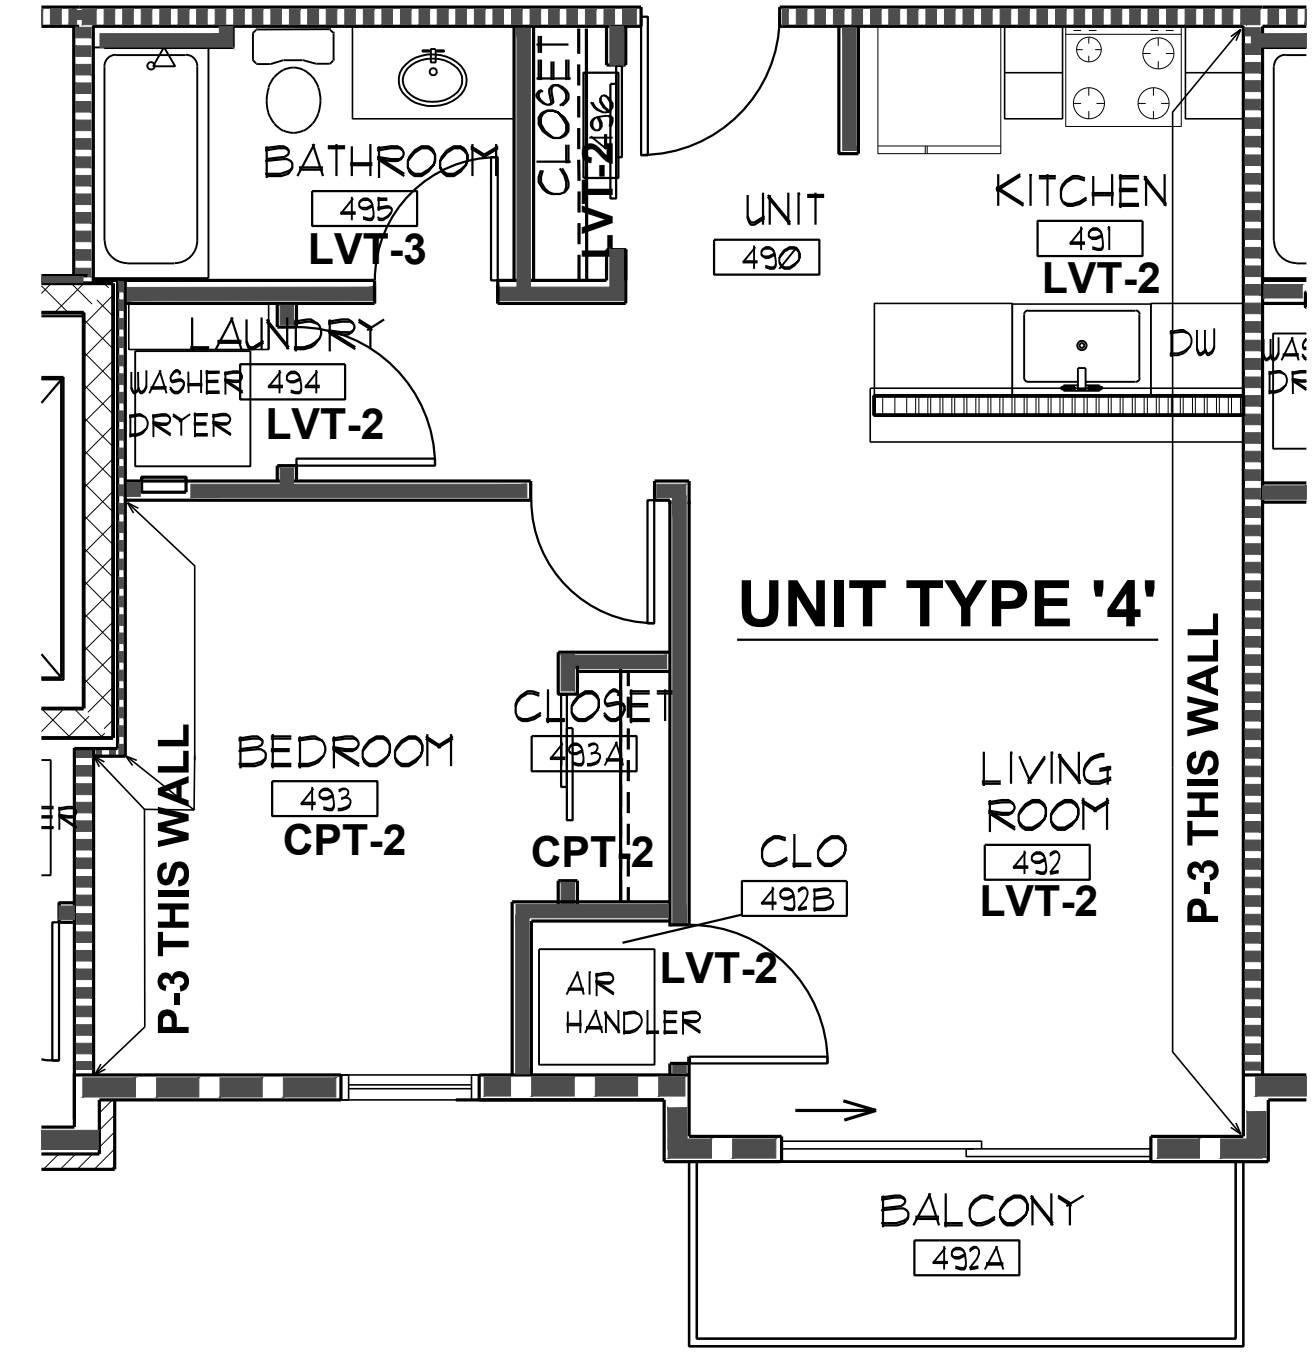 CLOSET
496
LVT-2
BATHROOM
495
LVT-3
UNIT
490
KITCHEN
491
LVT-2
LAUNDRY
494
WASHER
DRYER
LVT-2
DW
WAS
DR
UNIT TYPE '4'
P-3 THIS WALL
CLOSET
493A
CPT-2
BEDROOM
493
CPT-2
P-3 THIS WALL
LIVING
ROOM
492
LVT-2
CLO
492B
LVT-2
AIR
HANDLER
BALCONY
492A